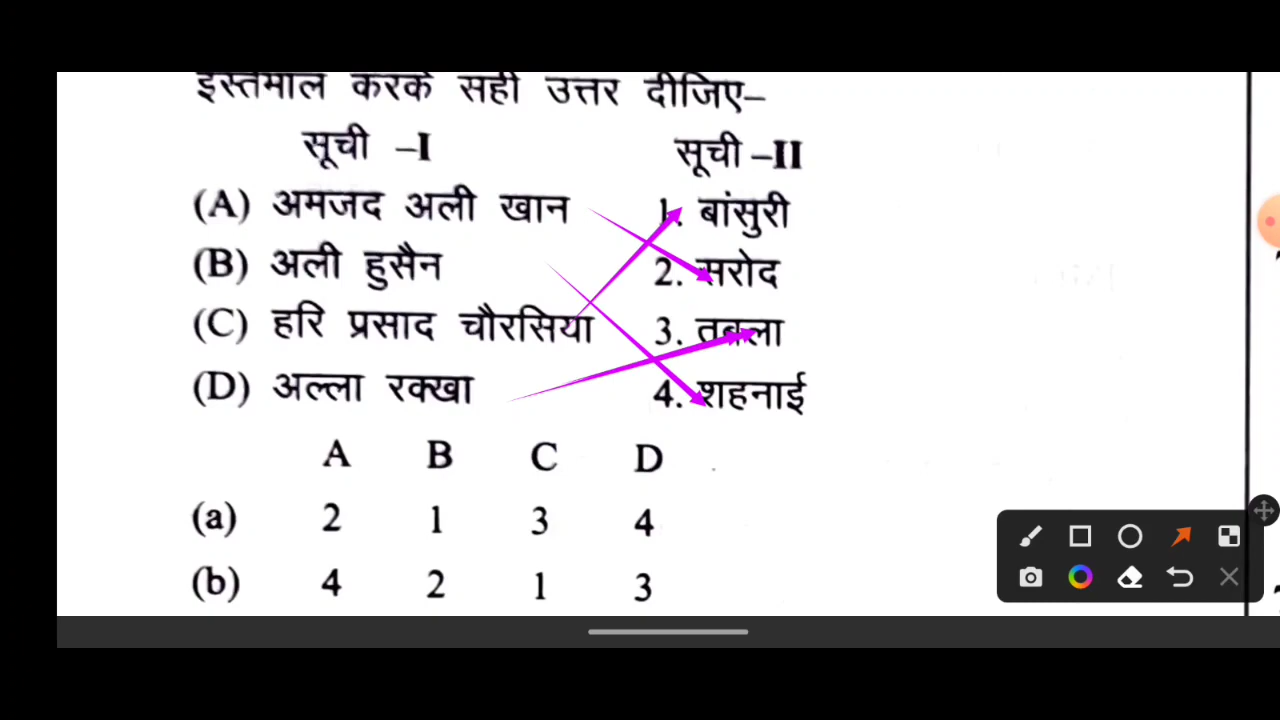 इस्तेमाल करके सही उत्तर दीजिए–
सूची –I सूची –II
(A) अमजद अली खान 1. बांसुरी
(B) अली हुसैन 2. सरोद
(C) हरि प्रसाद चौरसिया 3. तबला
(D) अल्ला रक्खा 4. शहनाई
A B C D
(a) 2 1 3 4
(b) 4 2 1 3